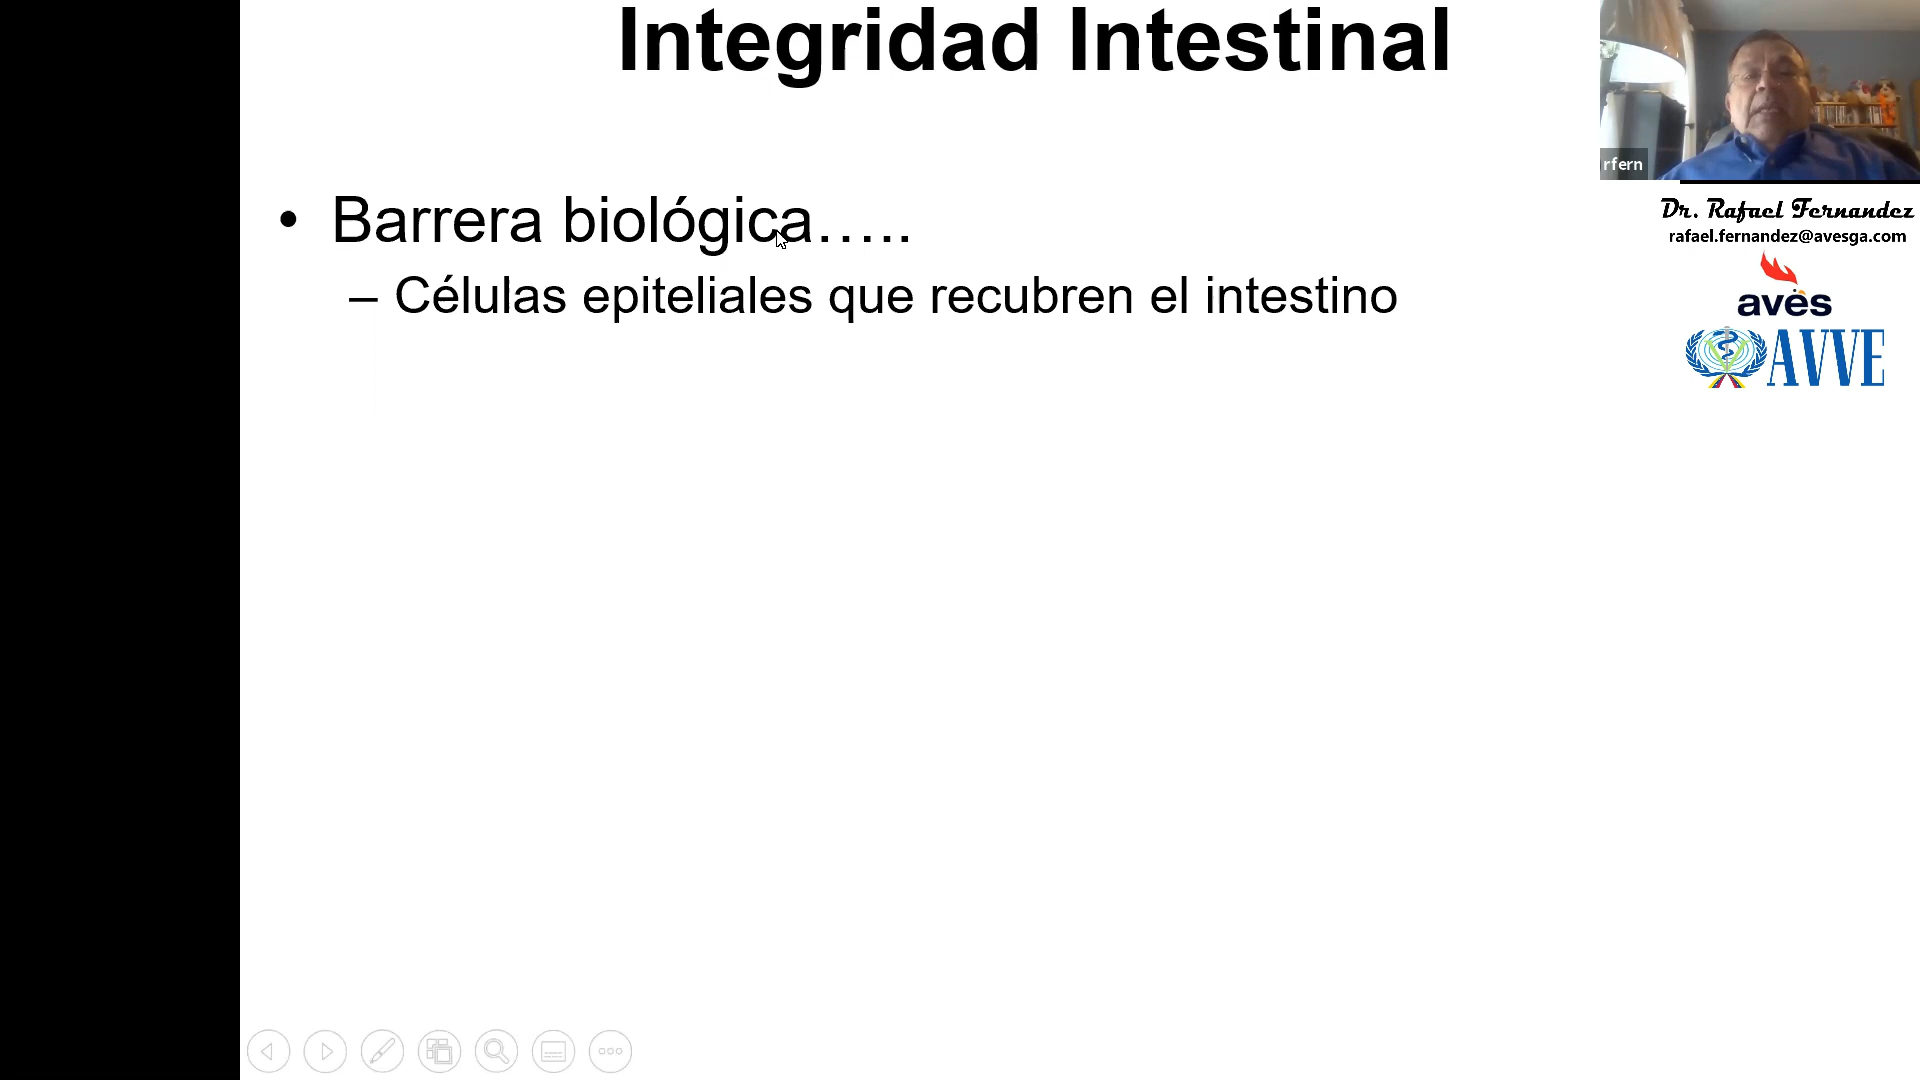 Integridad Intestinal
• Barrera biológica…..
– Células epiteliales que recubren el intestino
rfern
Dr. Rafael Fernandez
rafael.fernandez@avesga.com
avès
AVVE